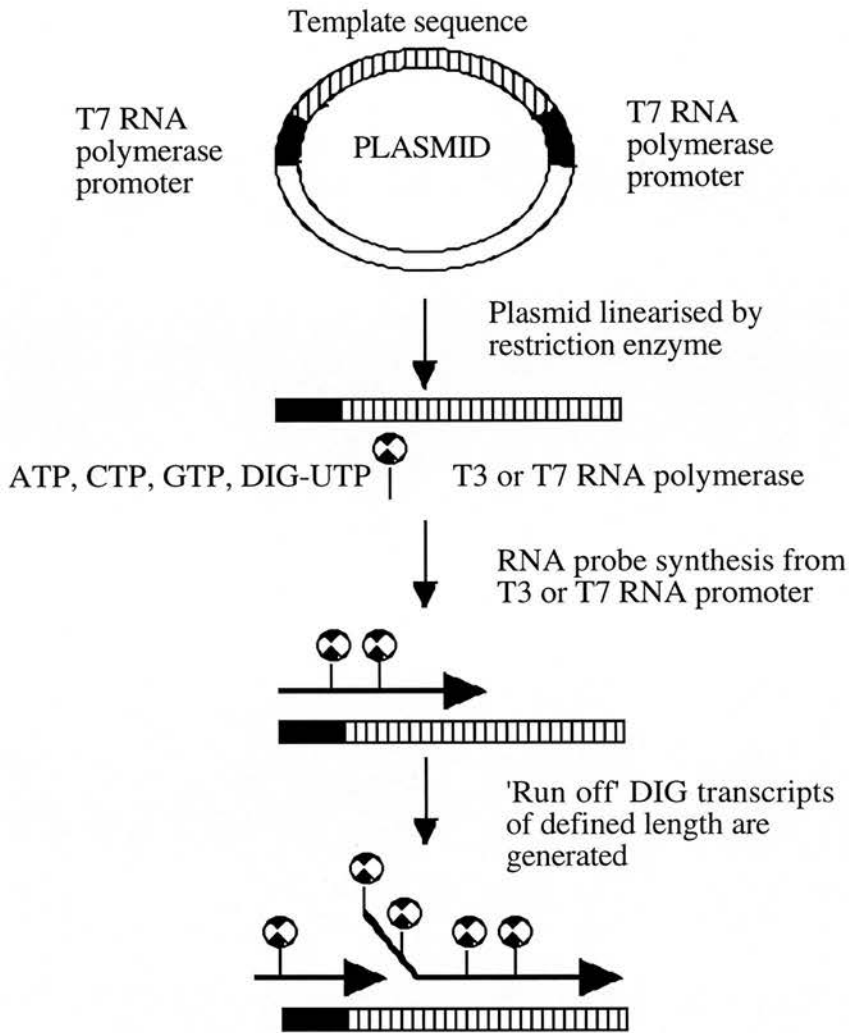 Template sequence
T7 RNA
polymerase
promoter
PLASMID
T7 RNA
polymerase
promoter
Plasmid linearised by
restriction enzyme
ATP, CTP, GTP, DIG-UTP
T3 or T7 RNA polymerase
RNA probe synthesis from
T3 or T7 RNA promoter
'Run off' DIG transcripts
of defined length are
generated